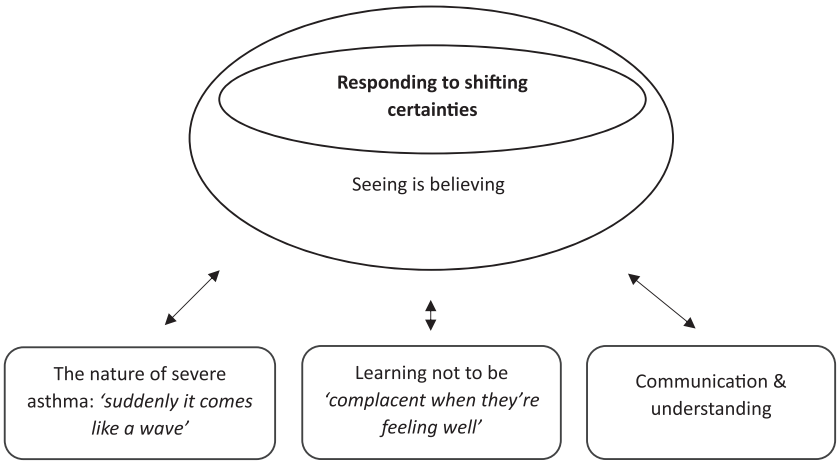 Responding to shifting
certainties
Seeing is believing
The nature of severe
asthma: ‘suddenly it comes
like a wave’
Learning not to be
‘complacent when they’re
feeling well’
Communication &
understanding